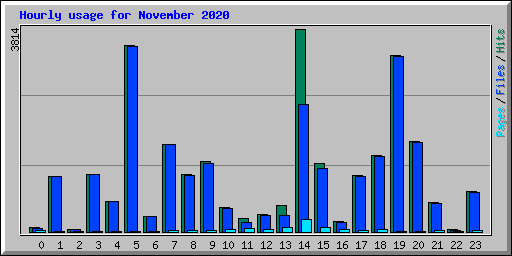 Hourly usage for November 2020
3814
Pages/Files/Hits
0 1 2 3 4 5 6 7 8 9 10 11 12 13 14 15 16 17 18 19 20 21 22 23